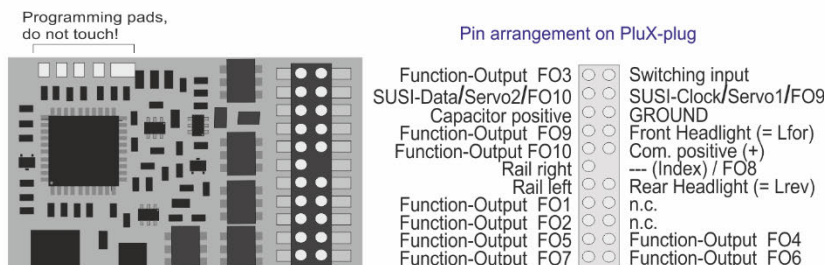 Programming pads,
do not touch!
Pin arrangement on PluX-plug
Function-Output FO3 Switching input
SUSI-Data/Servo2/FO10 SUSI-Clock/Servo1/FO9
Capacitor positive GROUND
Function-Output FO9 Front Headlight (= Lfor)
Function-Output FO10 Com. positive (+)
Rail right --- (Index) / FO8
Rail left Rear Headlight (= Lrev)
Function-Output FO1 n.c.
Function-Output FO2 n.c.
Function-Output FO5 Function-Output FO4
Function-Output FO7 Function-Output FO6